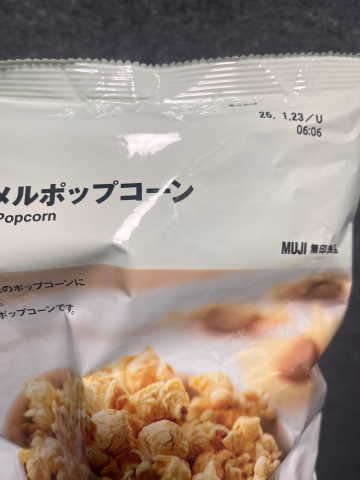 26. 1.23/U
06:06
メルポップコーン
Popcorn
MUJI 無印良品
のポップコーンに
ポップコーンです。